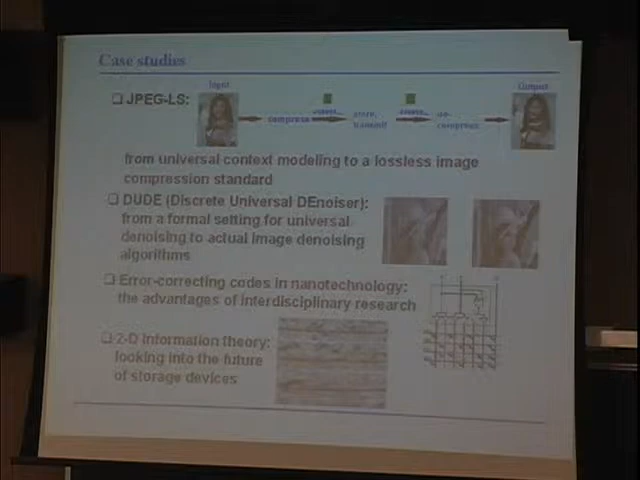 Case studies
Input
Output
❑ JPEG-LS:
compress
store,
transmit
de-
compress
from universal context modeling to a lossless image
compression standard
❑ DUDE (Discrete Universal DEnoiser):
from a formal setting for universal
denoising to actual image denoising
algorithms
❑ Error-correcting codes in nanotechnology:
the advantages of interdisciplinary research
❑ 2-D information theory:
looking into the future
of storage devices